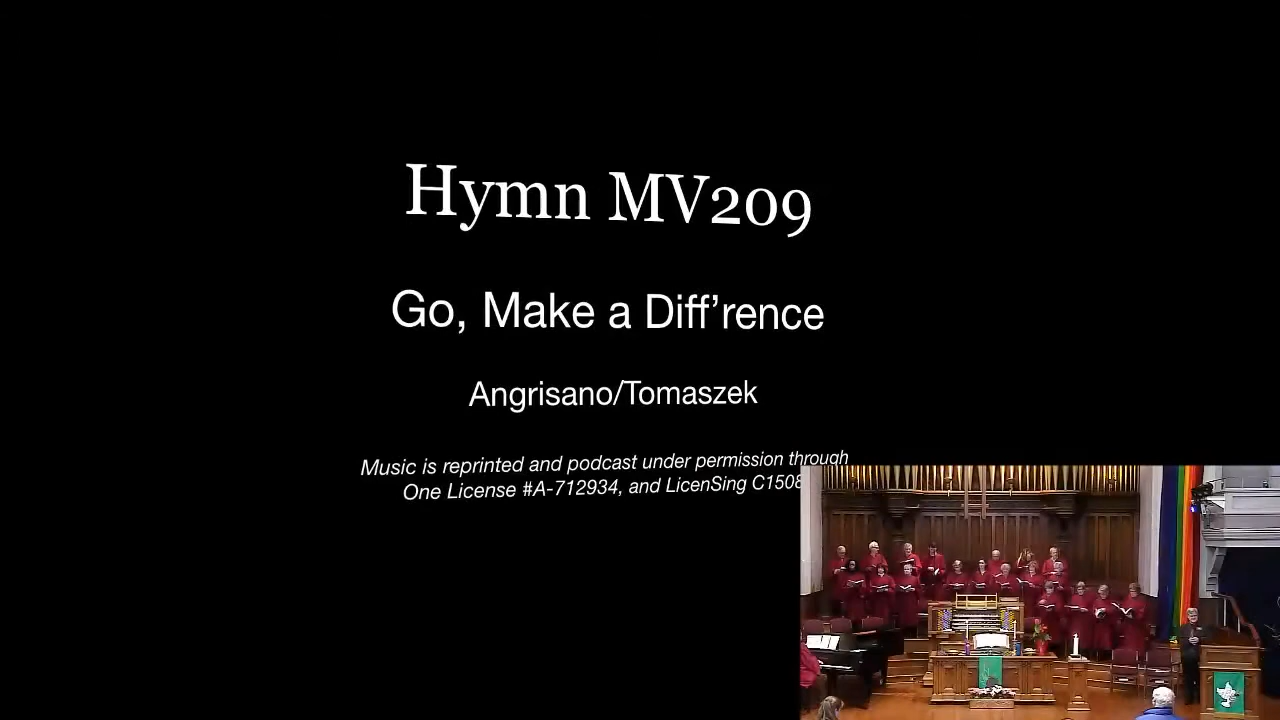 Hymn MV209
Go, Make a Diff’rence
Angrisano/Tomaszek
Music is reprinted and podcast under permission through
One License #A-712934, and LicenSing C1508